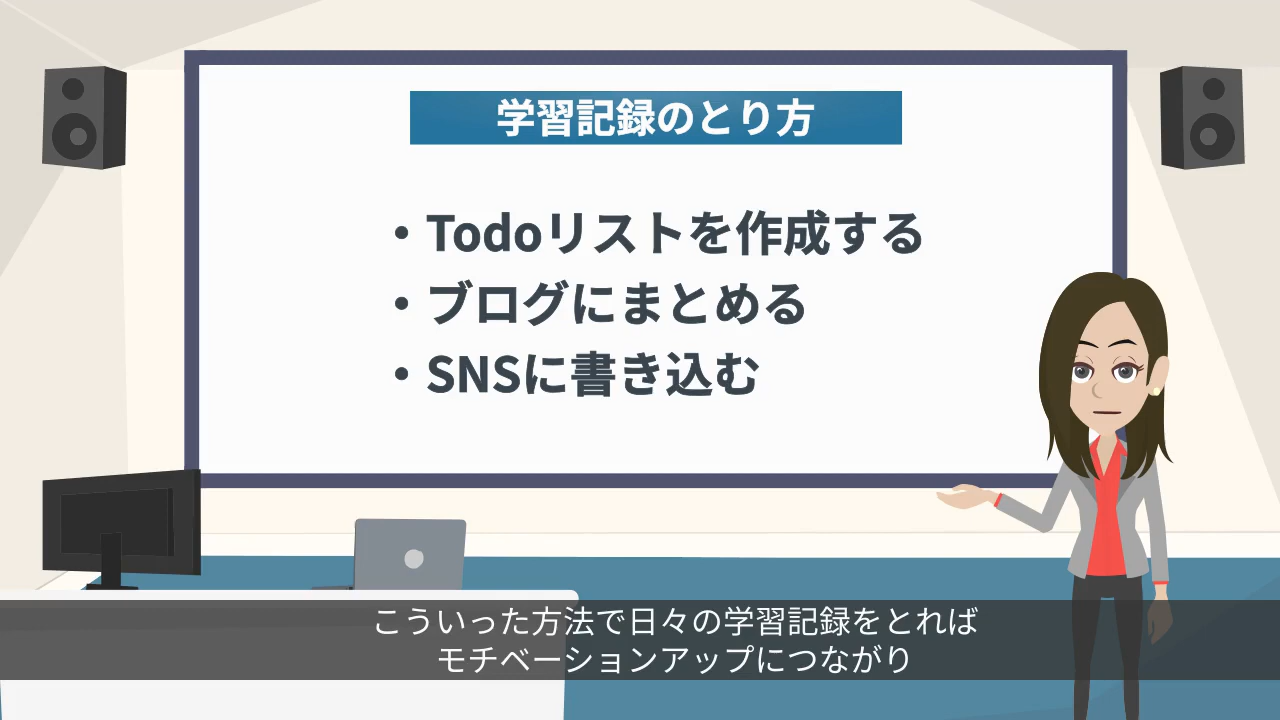 学習記録のとり方
・Todoリストを作成する
・ブログにまとめる
・SNSに書き込む
こういった方法で日々の学習記録をとれば
モチベーションアップにつながり